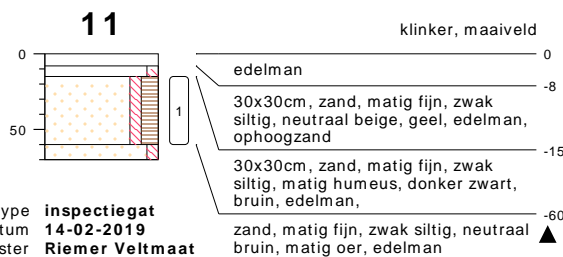 11
klinker, maaiveld
0
0
edelman
-8
30x30cm, zand, matig fijn, zwak
siltig, neutraal beige, geel, edelman,
ophoogzand
1
50
-15
30x30cm, zand, matig fijn, zwak
siltig, matig humeus, donker zwart,
bruin, edelman,
-60
zand, matig fijn, zwak siltig, neutraal
bruin, matig oer, edelman
ype inspectiegat
tum 14-02-2019
ster Riemer Veltmaat